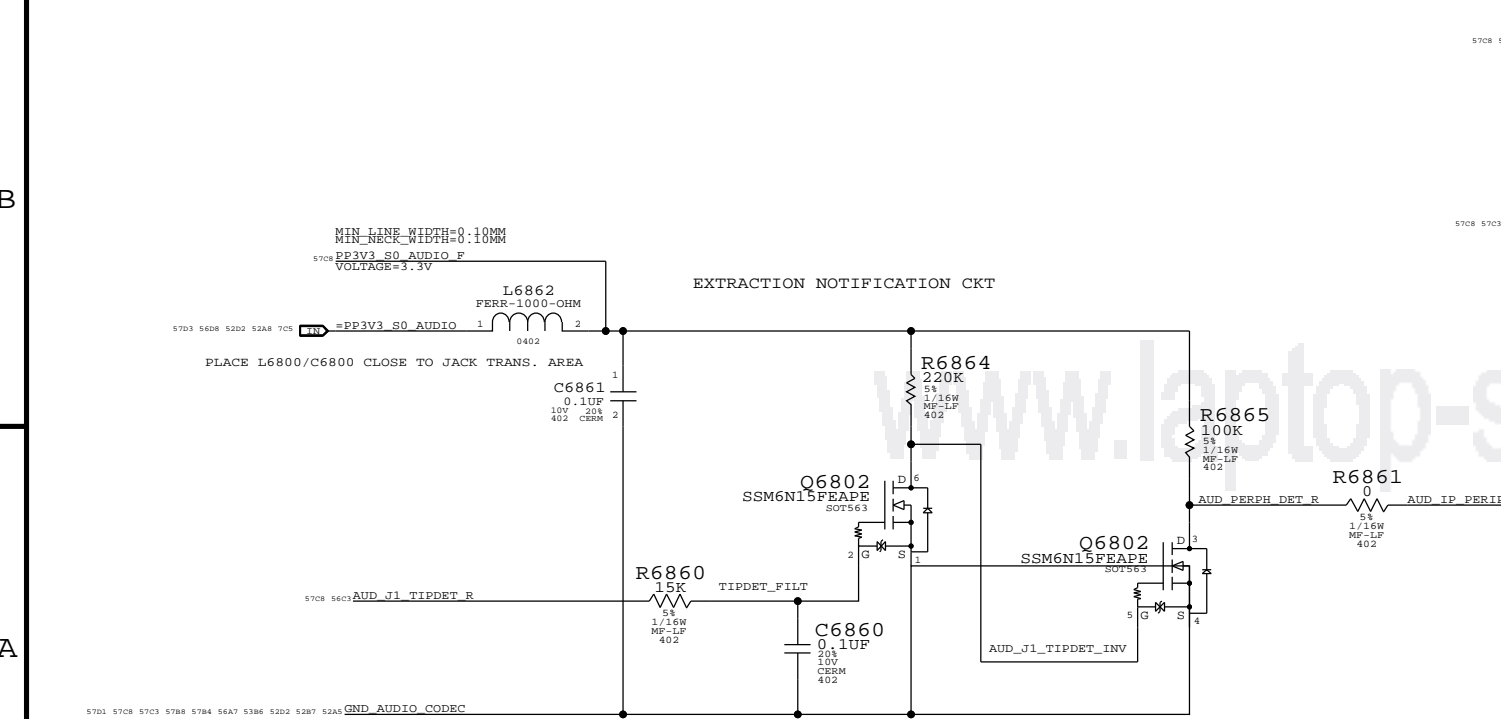 57C8 5
B
57C8 57C3
MIN_LINE_WIDTH=0.10MM
MIN_NECK_WIDTH=0.10MM
57C8 PP3V3_S0_AUDIO_F
VOLTAGE=3.3V
EXTRACTION NOTIFICATION CKT
L6862
FERR-1000-OHM
57D3 56D8 52D2 52A8 7C5 IN =PP3V3_S0_AUDIO 1 2
0402
PLACE L6800/C6800 CLOSE TO JACK TRANS. AREA
www.laptop-s
R6864
220K
5%
1/16W
MF-LF
402
1
C6861
0.1UF
10V 20%
402 CERM
2
R6865
100K
5%
1/16W
MF-LF
402
R6861
0
AUD_PERPH_DET_R AUD_IP_PERIP
5%
1/16W
MF-LF
402
Q6802
SSM6N15FEAPE
SOT563
D 6
2 G S 1
Q6802
SSM6N15FEAPE
SOT563
D 3
5 G S 4
R6860
15K
TIPDET_FILT
57C8 56C3 AUD_J1_TIPDET_R
5%
1/16W
MF-LF
402
C6860
0.1UF
20%
10V
CERM
402
A
AUD_J1_TIPDET_INV
57D1 57C8 57C3 57B8 57B4 56A7 53B6 52D2 52B7 52A5 GND_AUDIO_CODEC